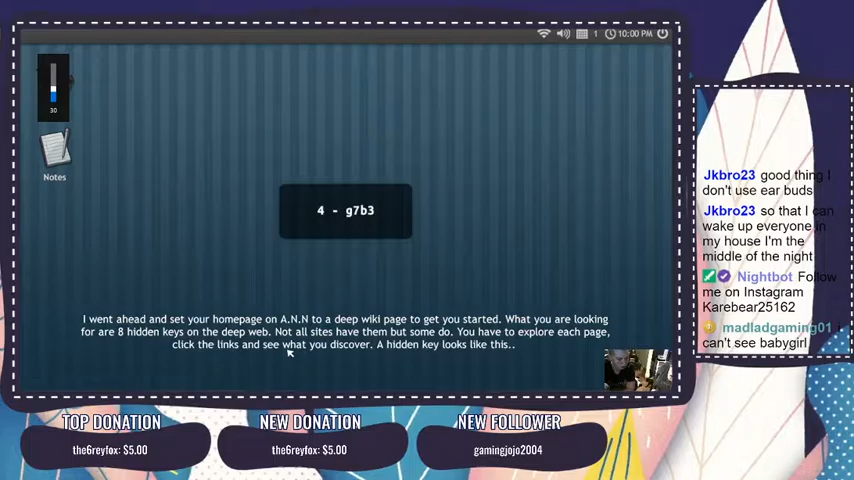 1 10:00 PM
30
Notes
4 - g7b3
I went ahead and set your homepage on A.N.N to a deep wiki page to get you started. What you are looking
for are 8 hidden keys on the deep web. Not all sites have them but some do. You have to explore each page,
click the links and see what you discover. A hidden key looks like this..
Jkbro23 good thing I
don't use ear buds
Jkbro23 so that I can
wake up everyone in
my house I'm the
middle of the night
Nightbot Follow
me on Instagram
Karebear25162
madladgaming01
can't see babygirl
TOP DONATION
the6reyfox: $5.00
NEW DONATION
the6reyfox: $5.00
NEW FOLLOWER
gamingjojo2004